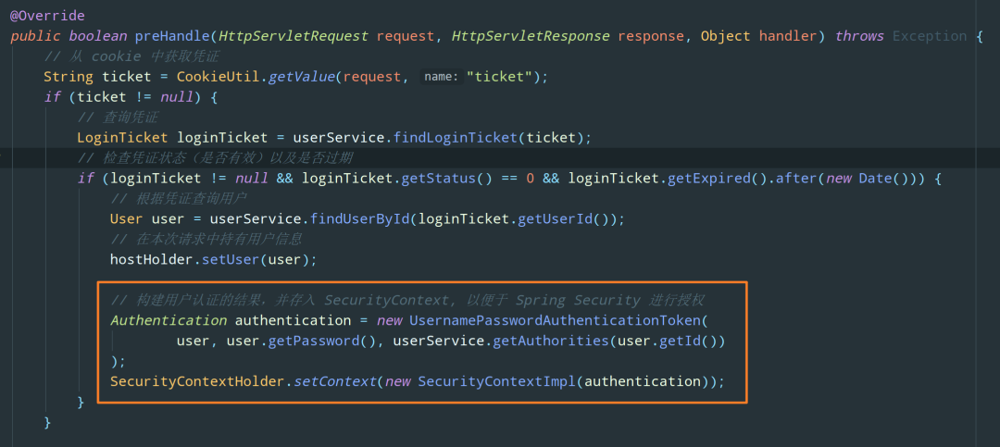 @Override
public boolean preHandle(HttpServletRequest request, HttpServletResponse response, Object handler) throws Exception {
// 从 cookie 中获取凭证
String ticket = CookieUtil.getValue(request, name: "ticket");
if (ticket != null) {
// 查询凭证
LoginTicket loginTicket = userService.findLoginTicket(ticket);
// 检查凭证状态（是否有效）以及是否过期
if (loginTicket != null && loginTicket.getStatus() == 0 && loginTicket.getExpired().after(new Date())) {
// 根据凭证查询用户
User user = userService.findUserById(loginTicket.getUserId());
// 在本次请求中持有用户信息
hostHolder.setUser(user);
// 构建用户认证的结果，并存入 SecurityContext, 以便于 Spring Security 进行授权
Authentication authentication = new UsernamePasswordAuthenticationToken(
user, user.getPassword(), userService.getAuthorities(user.getId())
);
SecurityContextHolder.setContext(new SecurityContextImpl(authentication));
}
}